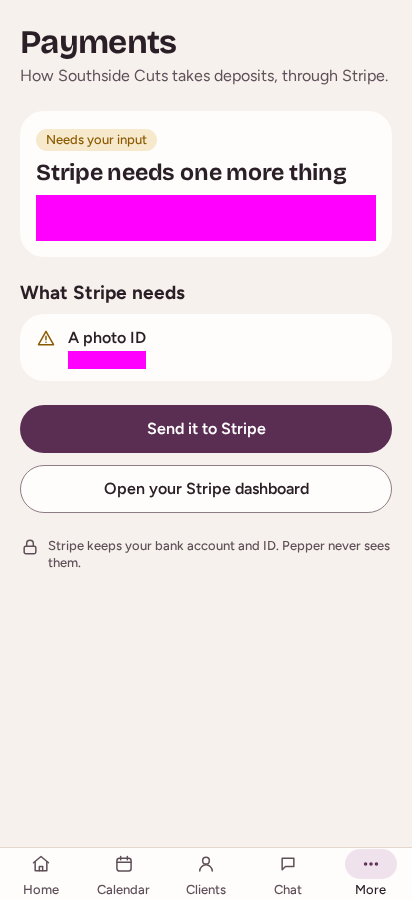 Payments
How Southside Cuts takes deposits, through Stripe.
Needs your input
Stripe needs one more thing
What Stripe needs
A photo ID
Send it to Stripe
Open your Stripe dashboard
Stripe keeps your bank account and ID. Pepper never sees
them.
Home
Calendar
Clients
Chat
More